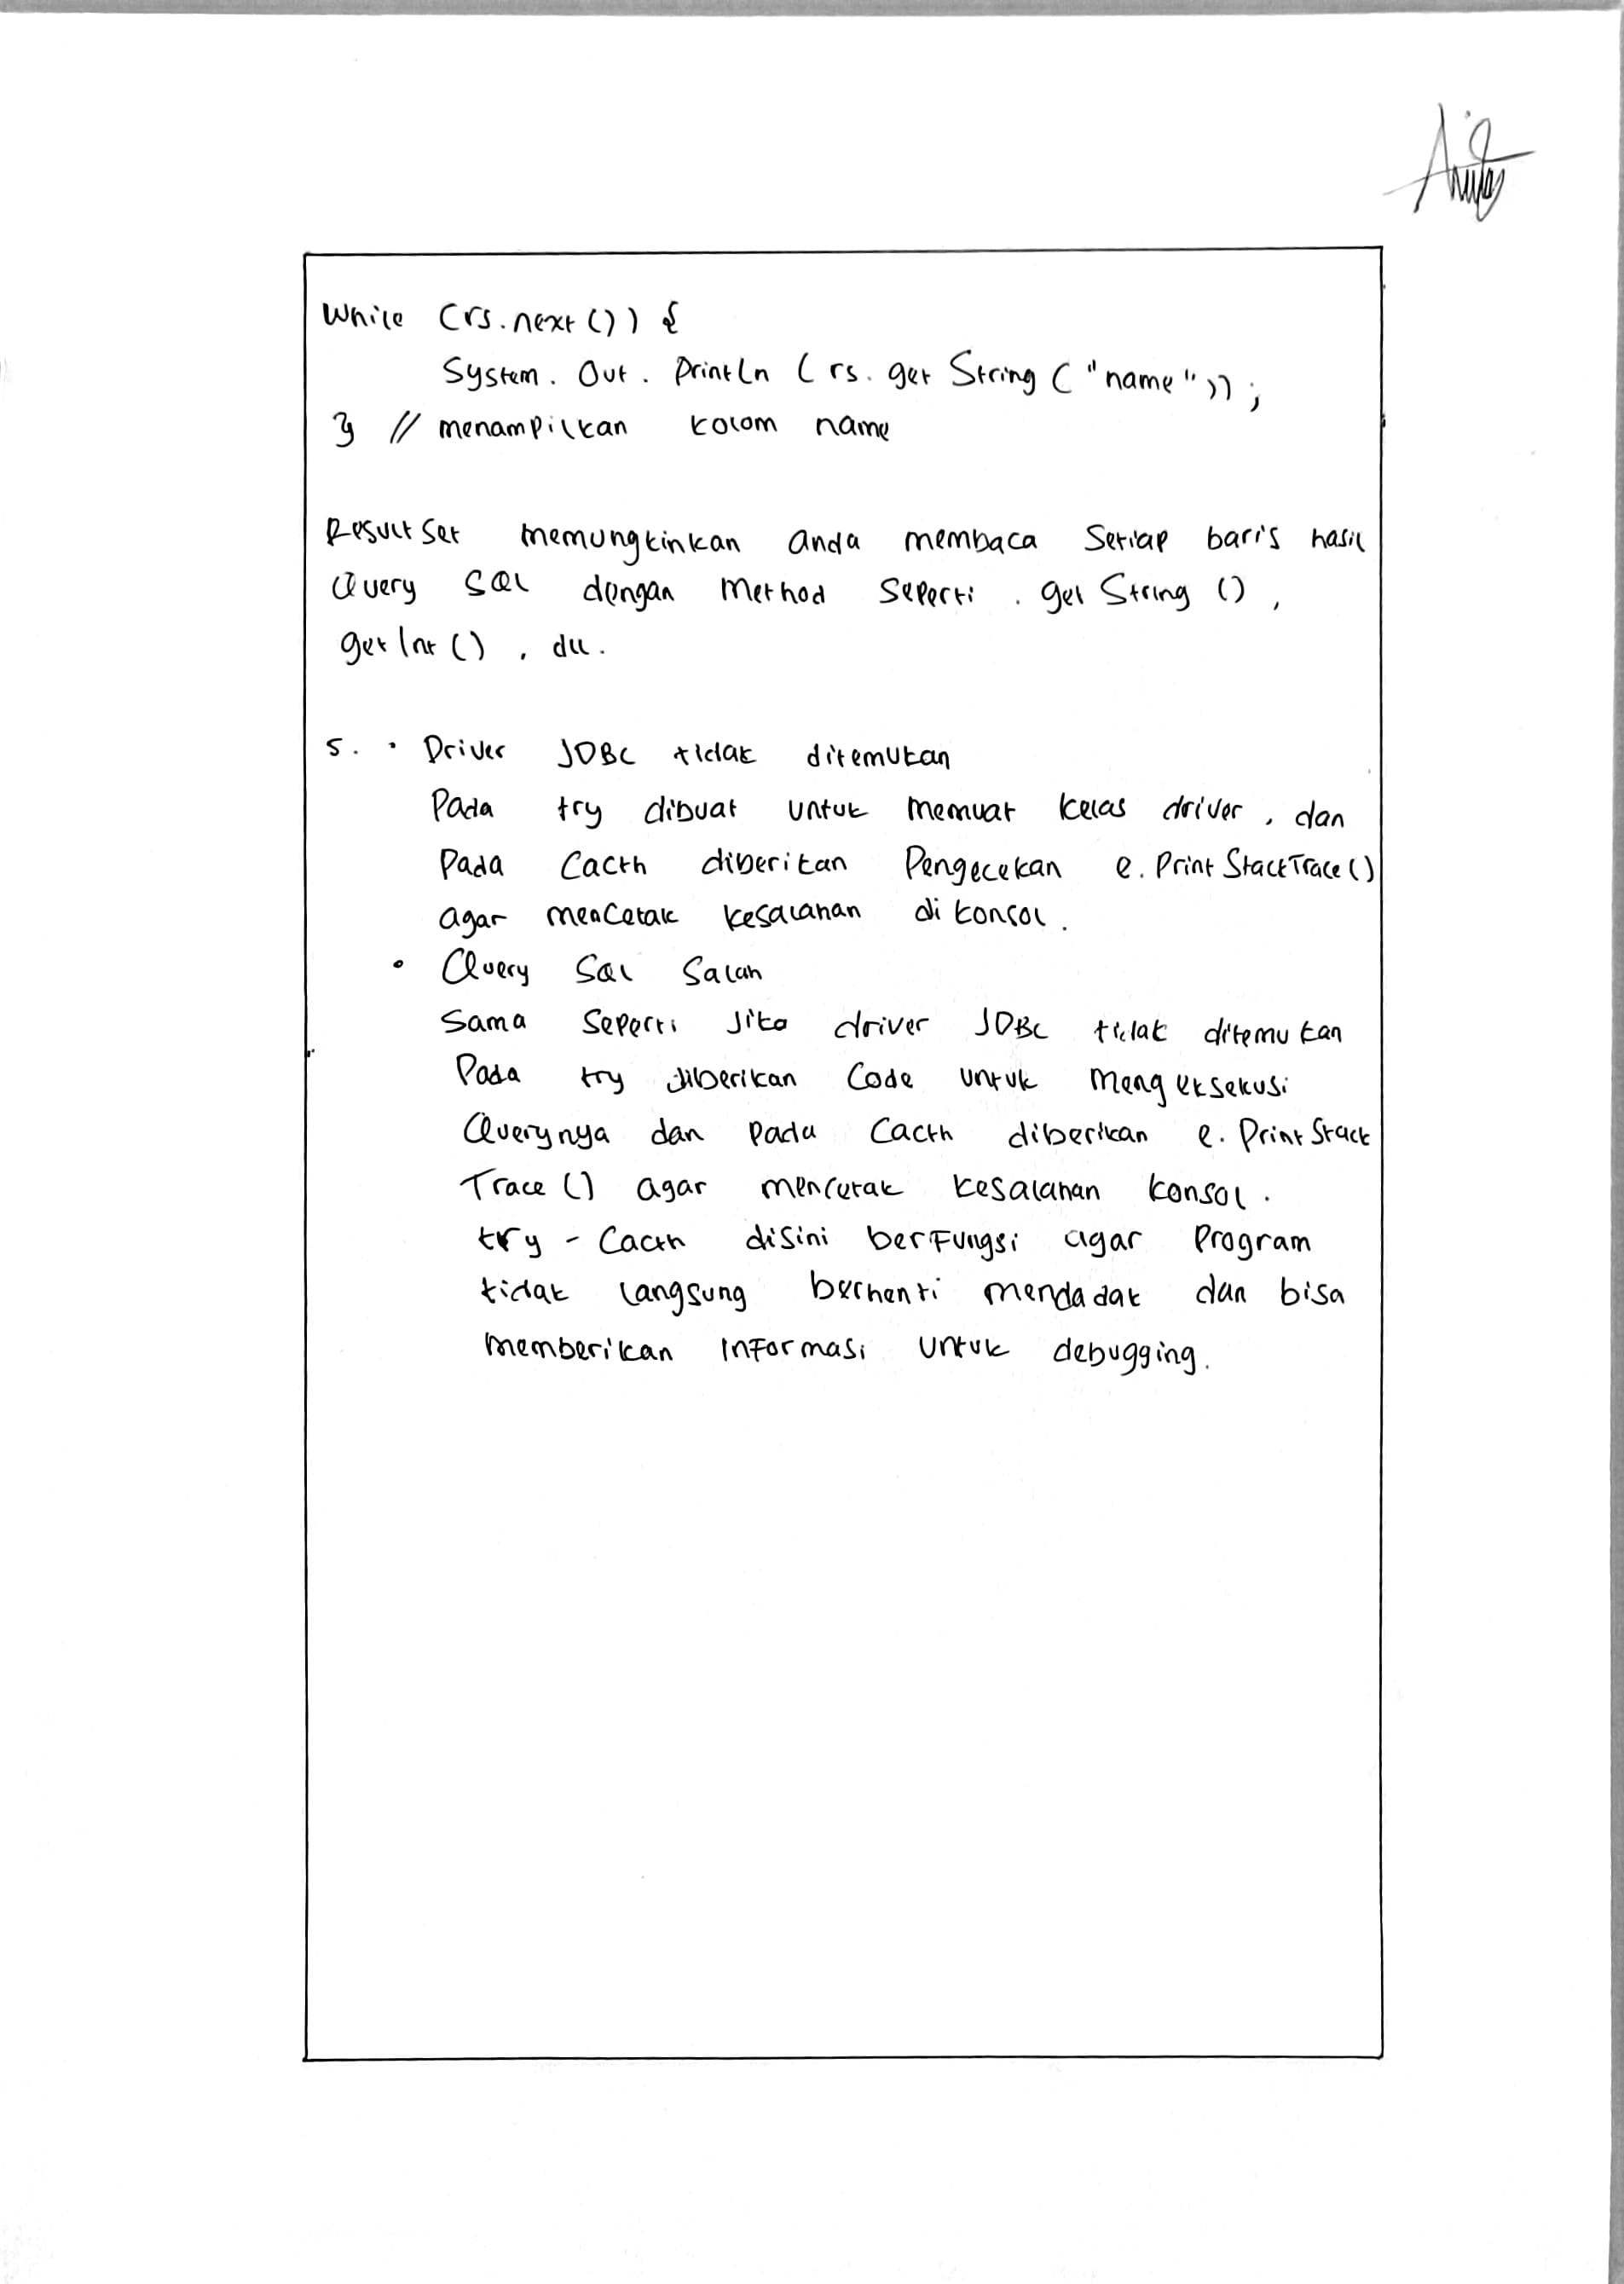 While (rs.next()) {
System. Out. Println (rs. get String ("name"));
} // menampilkan kolom name
Result Set memungkinkan anda membaca Setiap baris hasil
Query SQL dengan Method Seperti . get String () ,
get Int () , dll.
5. • Driver JDBC tidak ditemukan
Pada try dibuat untuk memuat kelas driver , dan
Pada Cacth diberikan Pengecekan e. Print StackTrace ()
agar mencetak kesalahan di konsol .
• Query SQL Salah
Sama Seperti Jika driver JDBC tidak ditemukan
Pada try diberikan Code untuk mengeksekusi
Querynya dan Pada Cacth diberikan e. Print Stack
Trace () agar mencetak kesalahan konsol .
try - Cacth disini berfungsi agar Program
tidak langsung berhenti mendadak dan bisa
memberikan informasi untuk debugging.